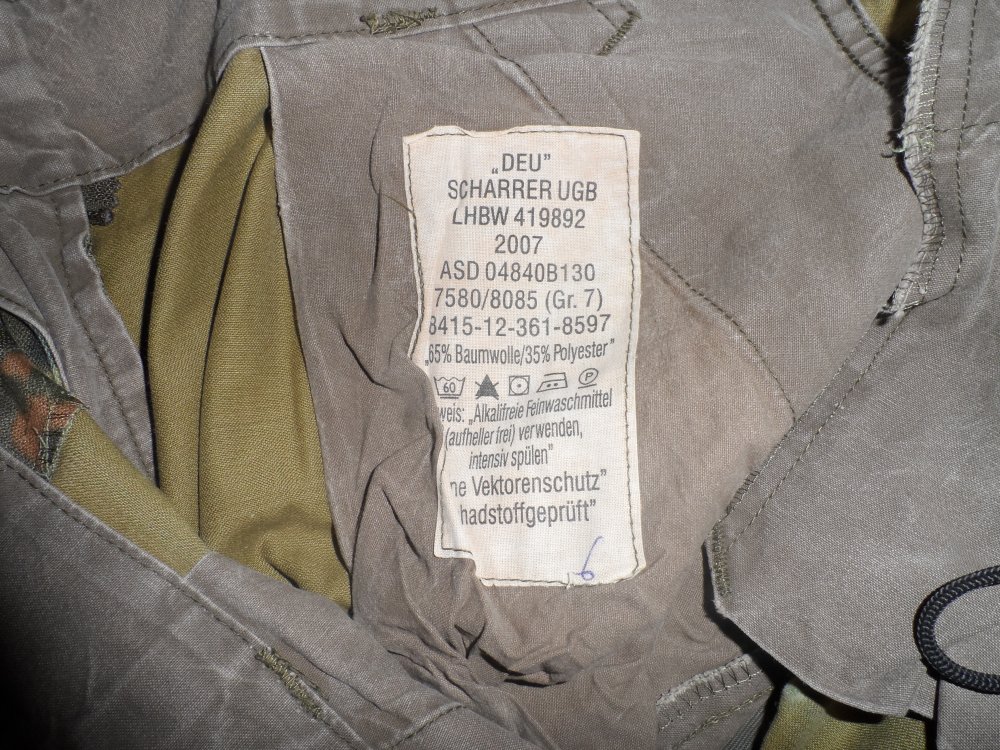 „DEU”
SCHARRER UGB
LHBW 419892
2007
ASD 04840B130
7580/8085 (Gr. 7)
8415-12-361-8597
„65% Baumwolle/35% Polyester”
60 P
weis: „Alkalifreie Feinwaschmittel
(aufheller frei) verwenden,
intensiv spülen”
ne Vektorenschutz”
hadstoffgeprüft”